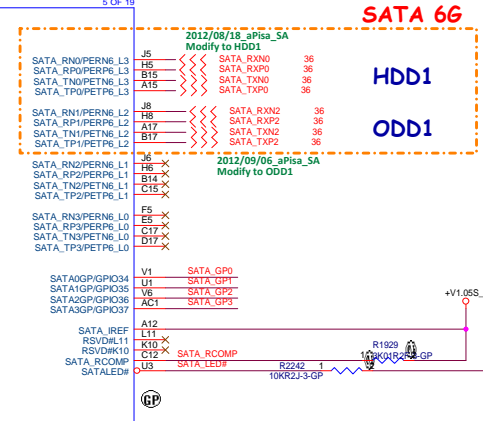 5 OF 19
SATA 6G
2012/08/18_aPisa_SA
Modify to HDD1
SATA_RN0/PERN6_L3 J5 SATA_RXN0 36
SATA_RP0/PERP6_L3 H5 SATA_RXP0 36
SATA_TN0/PETN6_L3 B15 SATA_TXN0 36
SATA_TP0/PETP6_L3 A15 SATA_TXP0 36
HDD1
SATA_RN1/PERN6_L2 J8 SATA_RXN2 36
SATA_RP1/PERP6_L2 H8 SATA_RXP2 36
SATA_TN1/PETN6_L2 A17 SATA_TXN2 36
SATA_TP1/PETP6_L2 B17 SATA_TXP2 36
ODD1
2012/09/06_aPisa_SA
Modify to ODD1
SATA_RN2/PERN6_L1 J6
SATA_RP2/PERP6_L1 H6
SATA_TN2/PETN6_L1 B14
SATA_TP2/PETP6_L1 C15
SATA_RN3/PERN6_L0 F5
SATA_RP3/PERP6_L0 E5
SATA_TN3/PETN6_L0 C17
SATA_TP3/PETP6_L0 D17
SATA0GP/GPIO34 V1 SATA_GP0
SATA1GP/GPIO35 U1 SATA_GP1
SATA2GP/GPIO36 V6 SATA_GP2
SATA3GP/GPIO37 AC1 SATA_GP3
+V1.05S_
SATA_IREF A12
RSVD#L11 L11
RSVD#K10 K10
SATA_RCOMP C12 SATA_RCOMP
SATALED# U3 SATA_LED#
R1929
1 3K01R2F-3-GP
R2242 1
10KR2J-3-GP
GP